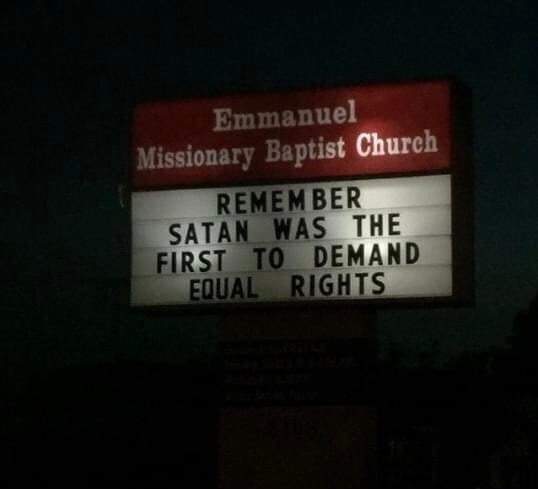 Emmanuel
Missionary Baptist Church
REMEMBER
SATAN WAS THE
FIRST TO DEMAND
EQUAL RIGHTS